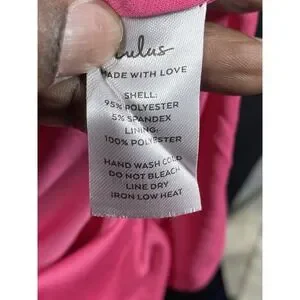 lulus
MADE WITH LOVE
SHELL:
95% POLYESTER
5% SPANDEX
LINING:
100% POLYESTER
HAND WASH COLD
DO NOT BLEACH
LINE DRY
IRON LOW HEAT